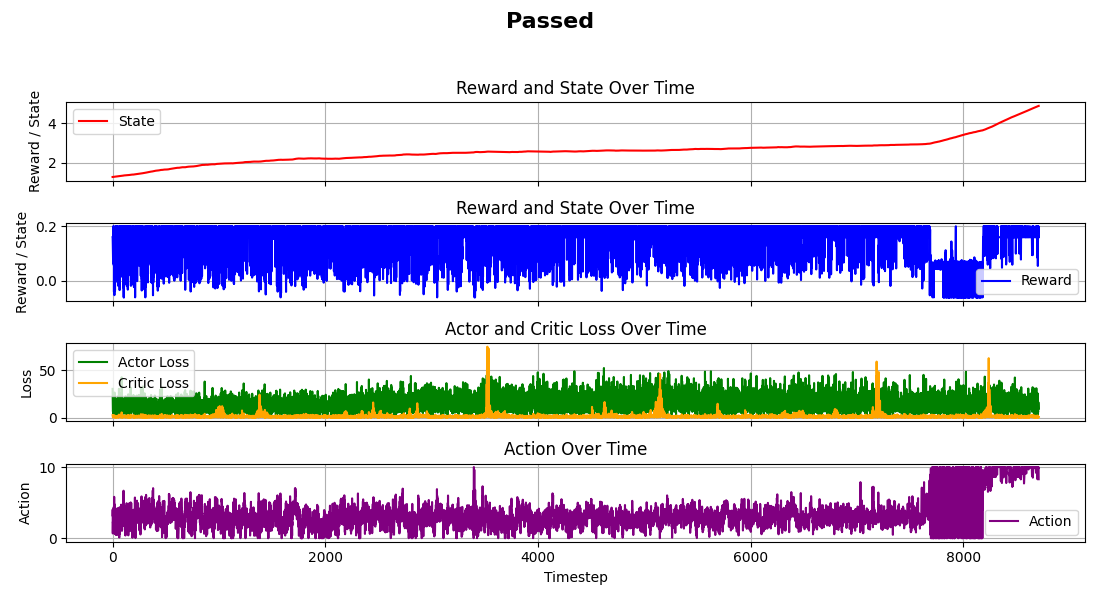 Passed
Reward and State Over Time
Reward / State
4
2
State
Reward and State Over Time
Reward / State
0.2
0.0
Reward
Actor and Critic Loss Over Time
Loss
50
0
Actor Loss
Critic Loss
Action Over Time
Action
10
0
Action
0 2000 4000 6000 8000
Timestep